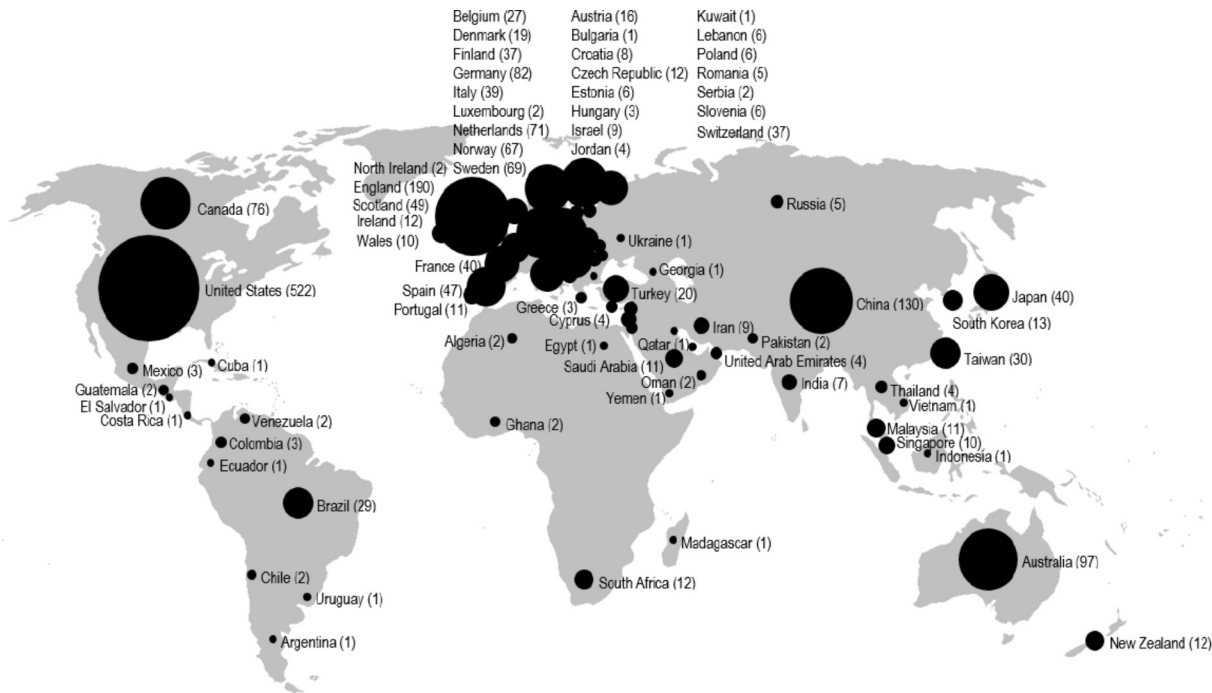 Belgium (27)
Denmark (19)
Finland (37)
Germany (82)
Italy (39)
Luxembourg (2)
Netherlands (71)
Norway (67)
Sweden (69)
Austria (16)
Bulgaria (1)
Croatia (8)
Czech Republic (12)
Estonia (6)
Hungary (3)
Israel (9)
Jordan (4)
Kuwait (1)
Lebanon (6)
Poland (6)
Romania (5)
Serbia (2)
Slovenia (6)
Switzerland (37)
North Ireland (2)
England (190)
Scotland (49)
Ireland (12)
Wales (10)
France (40)
Spain (47)
Portugal (11)
Canada (76)
United States (522)
Mexico (3)
Cuba (1)
Guatemala (2)
El Salvador (1)
Costa Rica (1)
Venezuela (2)
Colombia (3)
Ecuador (1)
Brazil (29)
Chile (2)
Uruguay (1)
Argentina (1)
Russia (5)
Ukraine (1)
Georgia (1)
Turkey (20)
Greece (3)
Cyprus (4)
Algeria (2)
Egypt (1)
Qatar (1)
Iran (9)
Pakistan (2)
Saudi Arabia (11)
United Arab Emirates (4)
Oman (2)
Yemen (1)
India (7)
Ghana (2)
Madagascar (1)
South Africa (12)
China (130)
Japan (40)
South Korea (13)
Taiwan (30)
Thailand (4)
Vietnam (1)
Malaysia (11)
Singapore (10)
Indonesia (1)
Australia (97)
New Zealand (12)